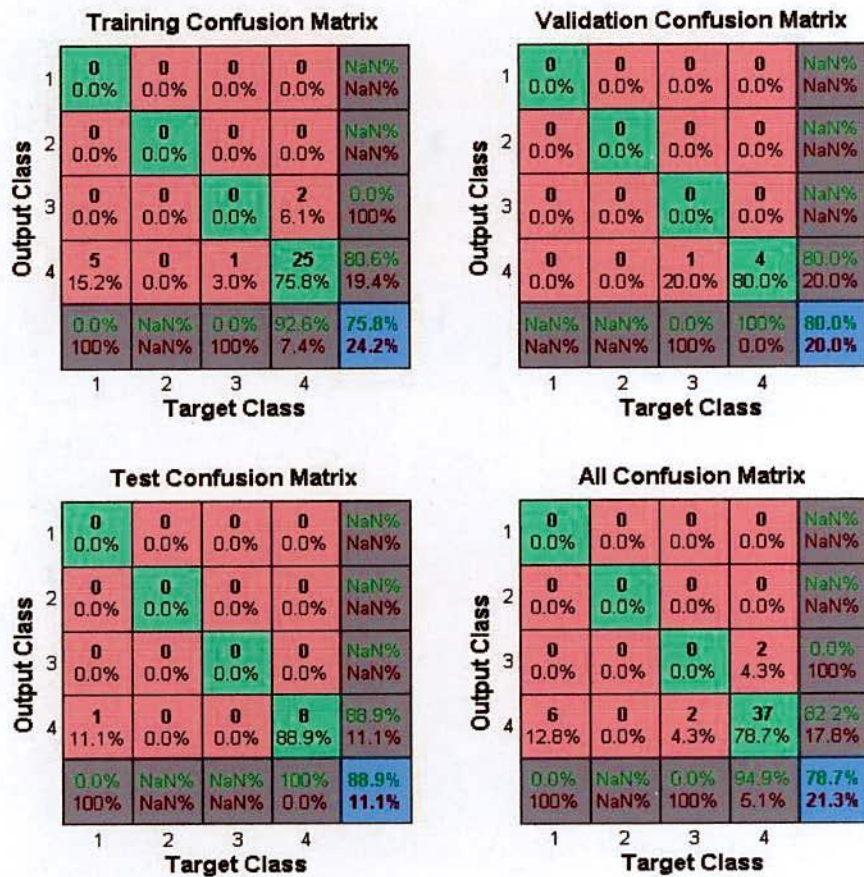 Training Confusion Matrix
Output Class
1
0 0 0 0 NaN%
0.0% 0.0% 0.0% 0.0% NaN%
2
0 0 0 0 NaN%
0.0% 0.0% 0.0% 0.0% NaN%
3
0 0 0 2 0.0%
0.0% 0.0% 0.0% 6.1% 100%
4
5 0 1 25 80.6%
15.2% 0.0% 3.0% 75.8% 19.4%
0.0% NaN% 0.0% 92.6% 75.8%
100% NaN% 100% 7.4% 24.2%
1 2 3 4
Target Class
Validation Confusion Matrix
Output Class
1
0 0 0 0 NaN%
0.0% 0.0% 0.0% 0.0% NaN%
2
0 0 0 0 NaN%
0.0% 0.0% 0.0% 0.0% NaN%
3
0 0 0 0 NaN%
0.0% 0.0% 0.0% 0.0% NaN%
4
0 0 1 4 80.0%
0.0% 0.0% 20.0% 80.0% 20.0%
NaN% NaN% 0.0% 100% 80.0%
NaN% NaN% 100% 0.0% 20.0%
1 2 3 4
Target Class
Test Confusion Matrix
Output Class
1
0 0 0 0 NaN%
0.0% 0.0% 0.0% 0.0% NaN%
2
0 0 0 0 NaN%
0.0% 0.0% 0.0% 0.0% NaN%
3
0 0 0 0 NaN%
0.0% 0.0% 0.0% 0.0% NaN%
4
1 0 0 8 88.9%
11.1% 0.0% 0.0% 88.9% 11.1%
0.0% NaN% NaN% 100% 88.9%
100% NaN% NaN% 0.0% 11.1%
1 2 3 4
Target Class
All Confusion Matrix
Output Class
1
0 0 0 0 NaN%
0.0% 0.0% 0.0% 0.0% NaN%
2
0 0 0 0 NaN%
0.0% 0.0% 0.0% 0.0% NaN%
3
0 0 0 2 0.0%
0.0% 0.0% 0.0% 4.3% 100%
4
6 0 2 37 82.2%
12.8% 0.0% 4.3% 78.7% 17.8%
0.0% NaN% 0.0% 94.9% 78.7%
100% NaN% 100% 5.1% 21.3%
1 2 3 4
Target Class